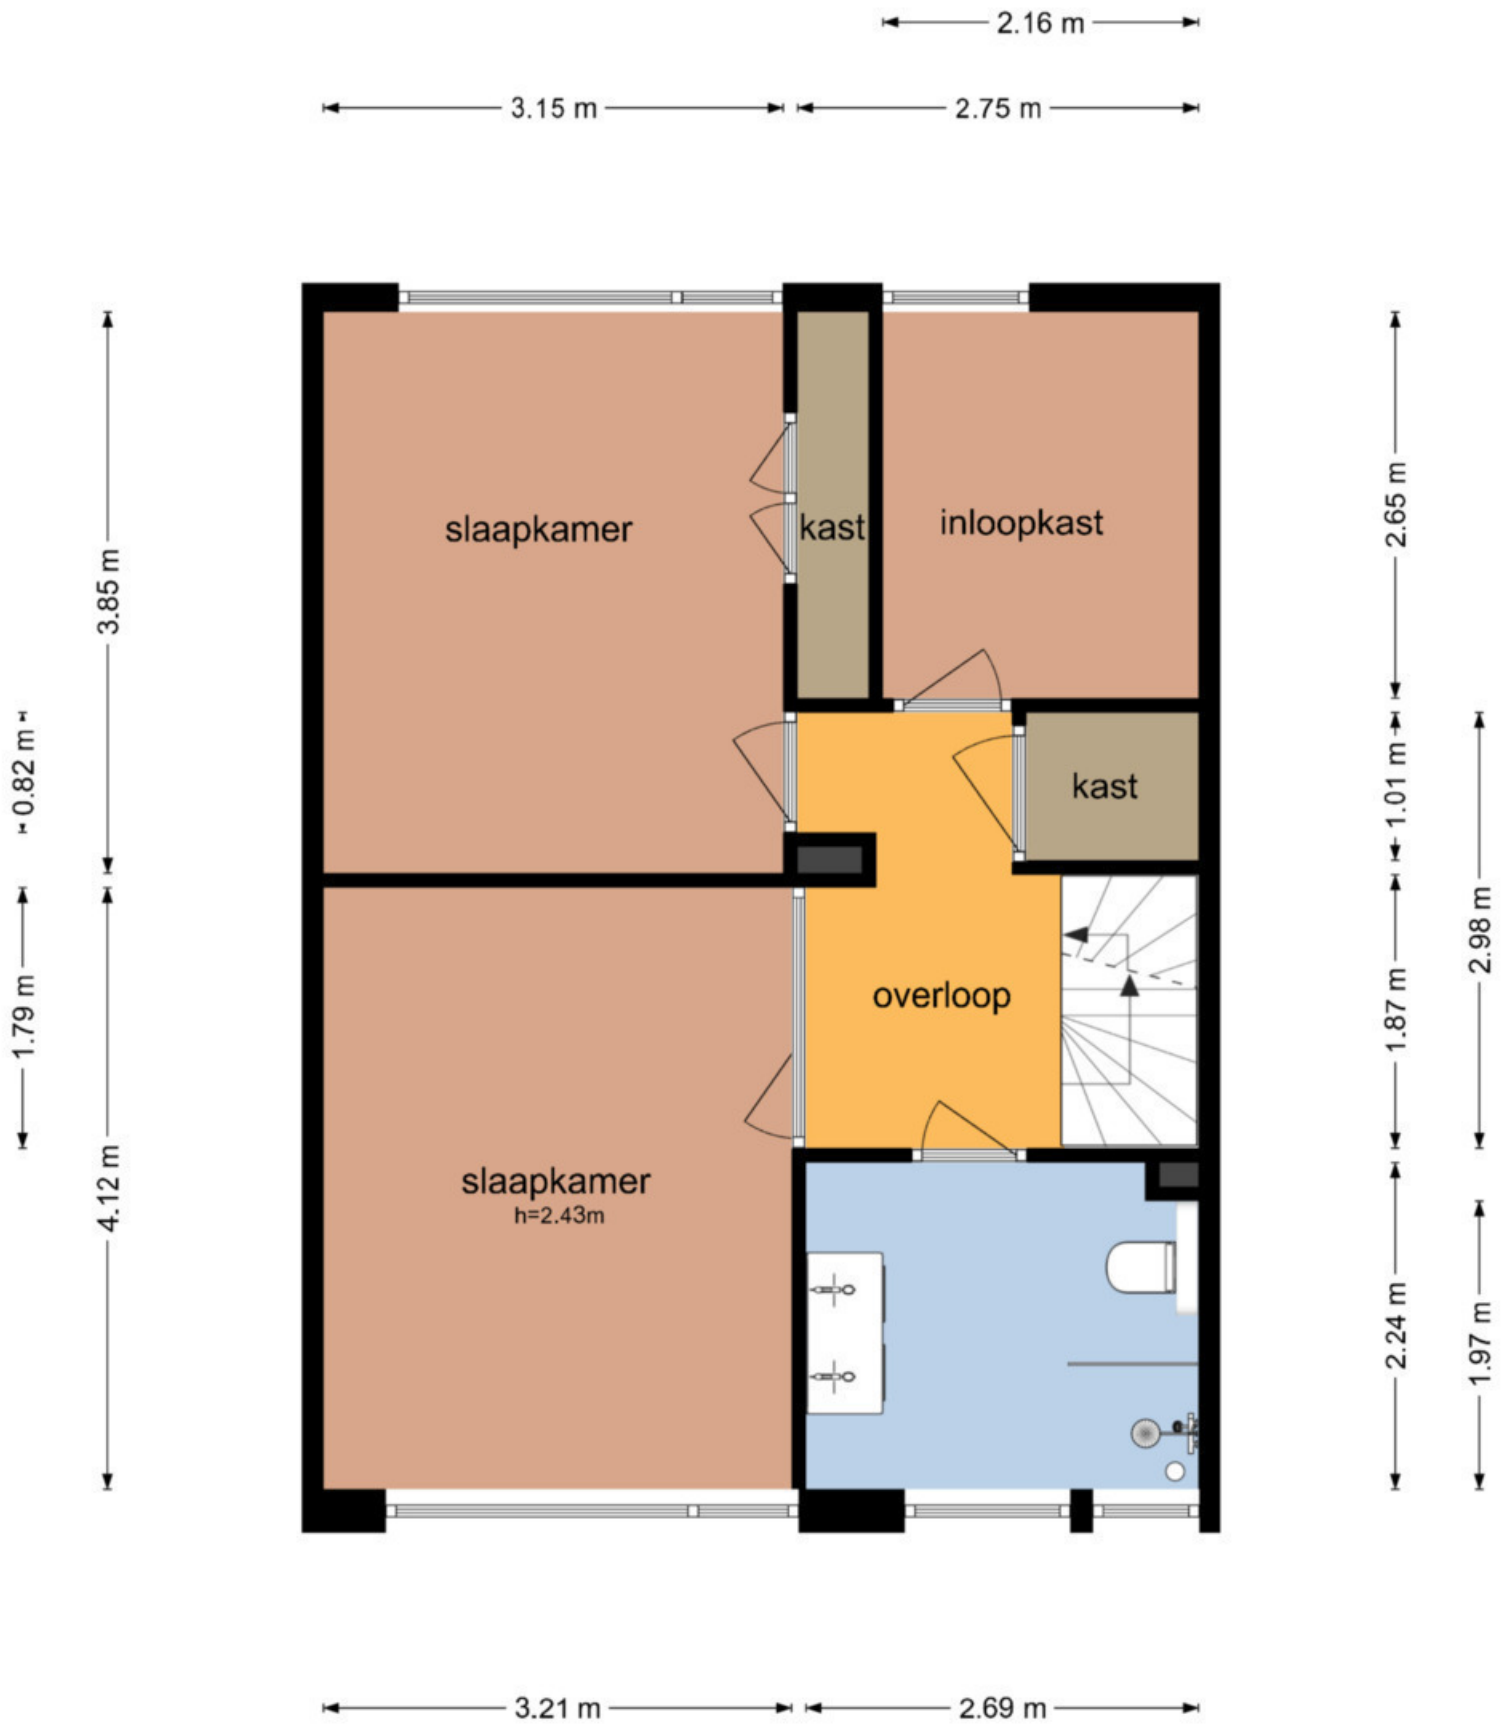 2.16 m
3.15 m
2.75 m
slaapkamer
kast
inloopkast
3.85 m
2.65 m
0.82 m
kast
1.01 m
2.98 m
overloop
1.79 m
1.87 m
slaapkamer
h=2.43m
4.12 m
2.24 m
1.97 m
3.21 m
2.69 m